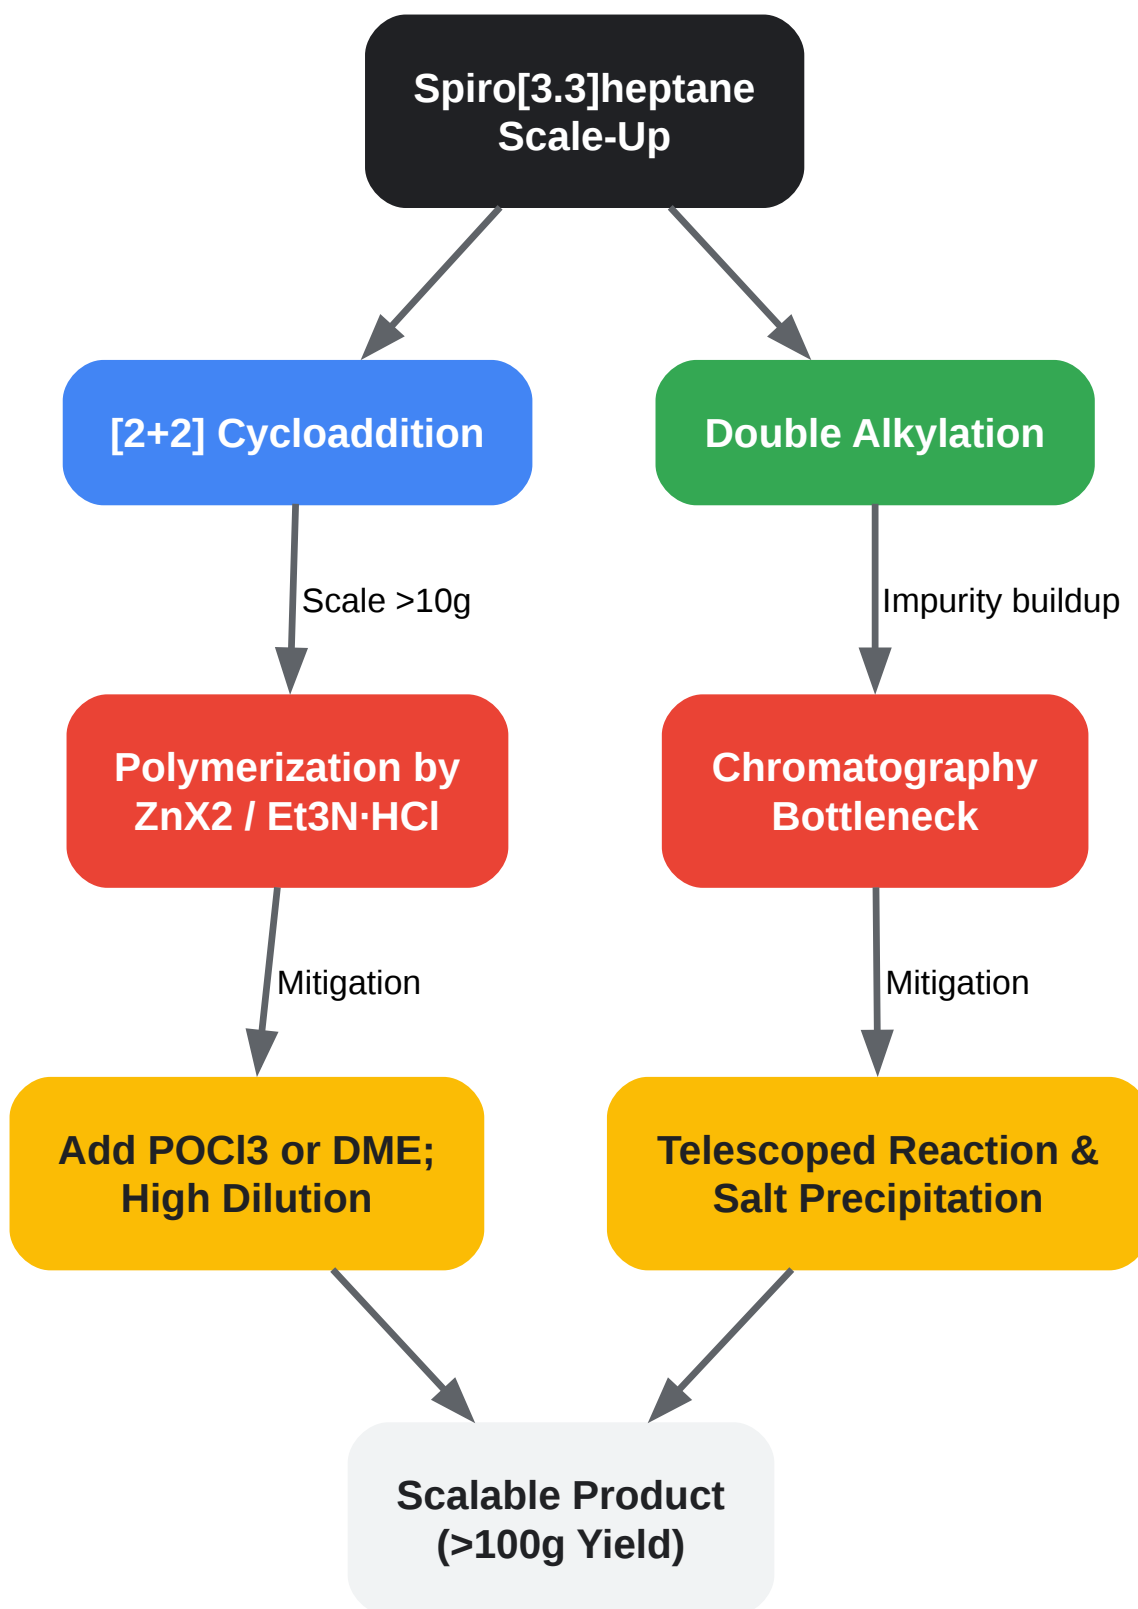 Spiro[3.3]heptane
Scale-Up
[2+2] Cycloaddition
Double Alkylation
Scale >10g
Impurity buildup
Polymerization by
ZnX2 / Et3N·HCl
Chromatography
Bottleneck
Mitigation
Mitigation
Add POCl3 or DME;
High Dilution
Telescoped Reaction &
Salt Precipitation
Scalable Product
(>100g Yield)